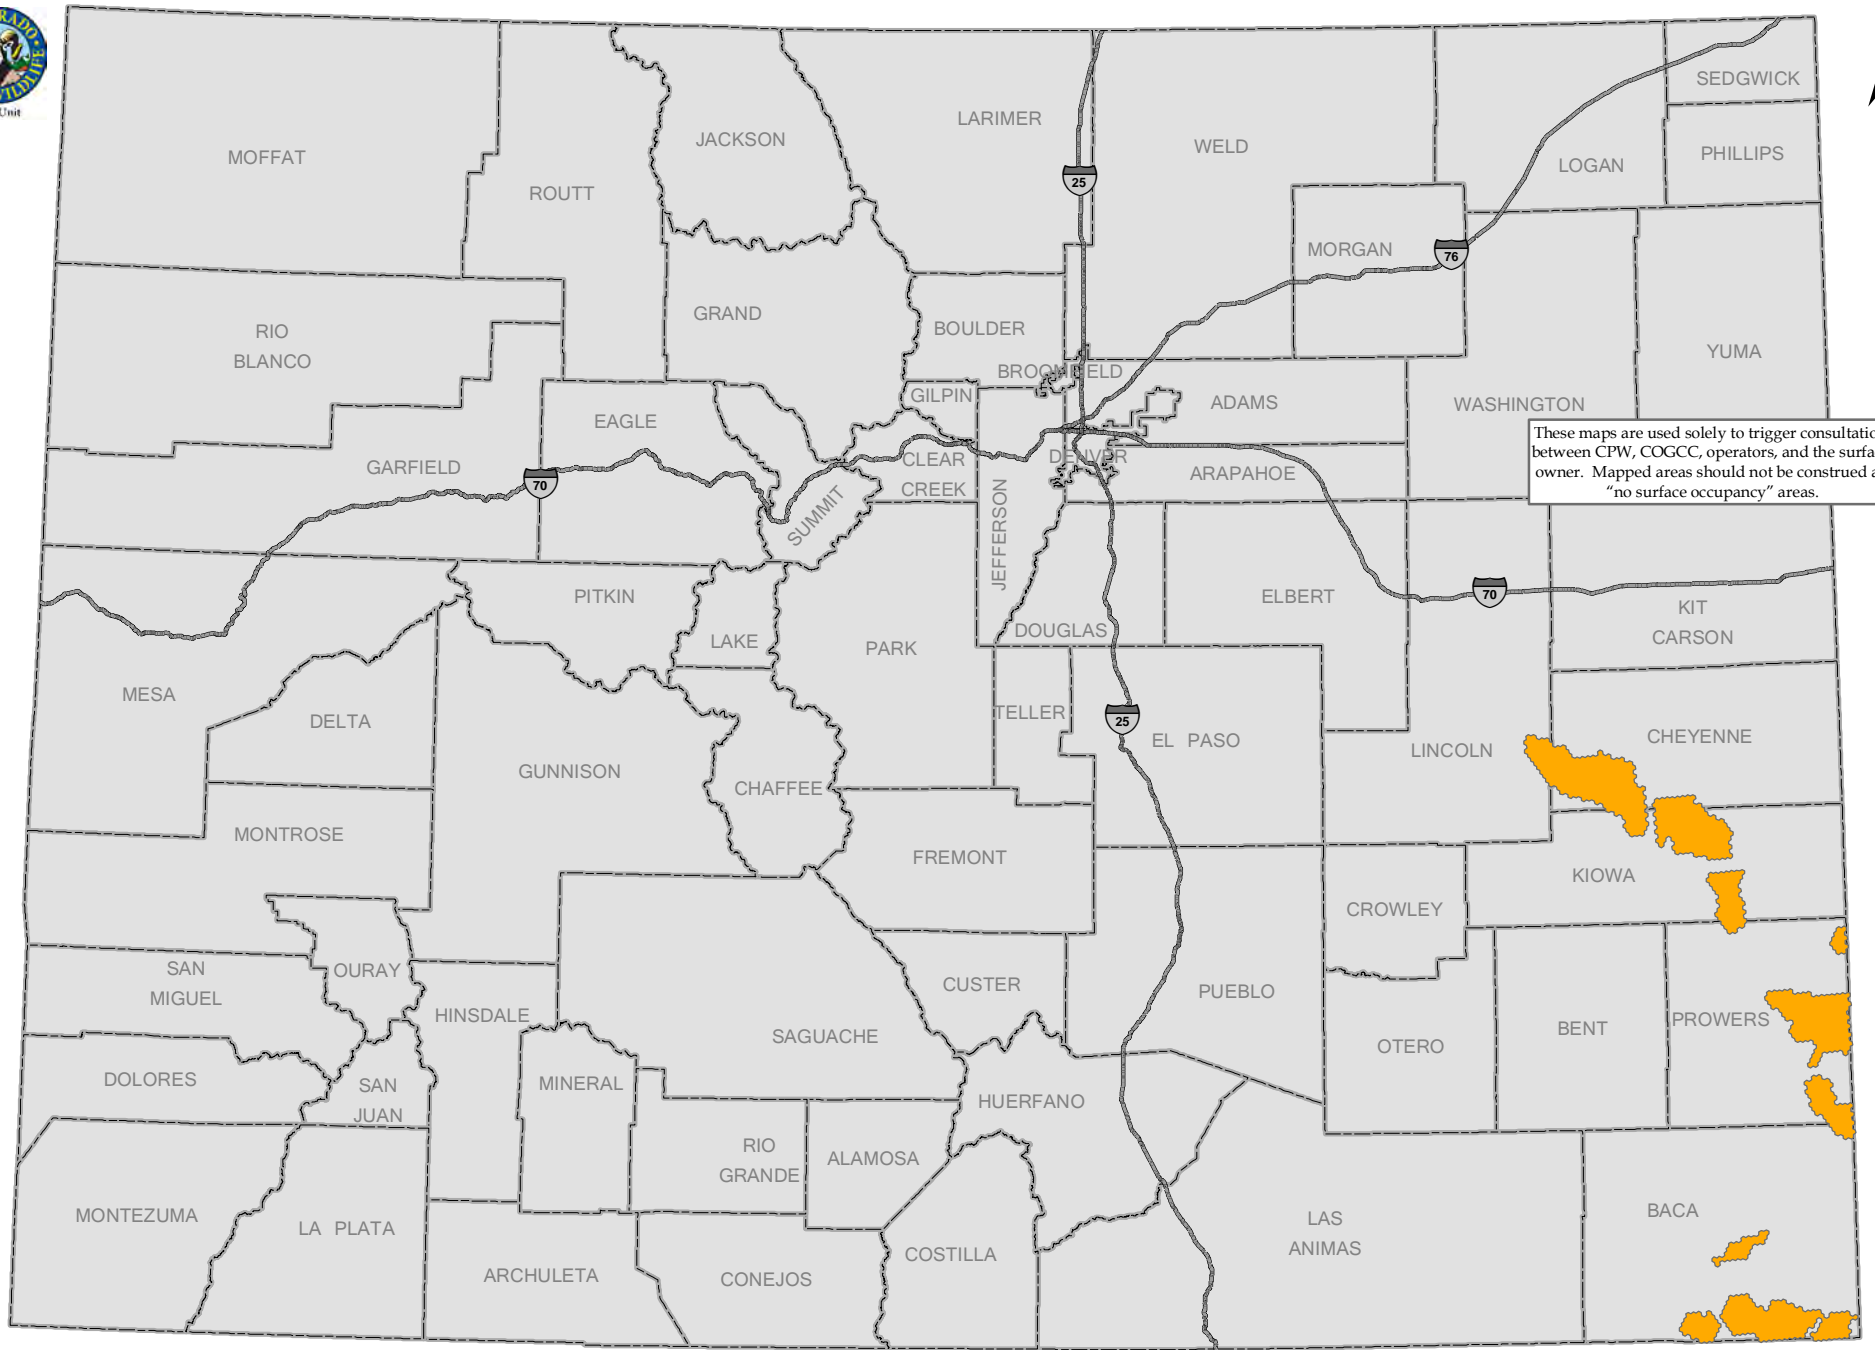 RADO
WILDLIFE
Unit
SEDGWICK
LARIMER
JACKSON
WELD
MOFFAT
PHILLIPS
LOGAN
25
ROUTT
MORGAN
76
GRAND
BOULDER
RIO
BLANCO
YUMA
BROOMFIELD
GILPIN
ADAMS
WASHINGTON
EAGLE
These maps are used solely to trigger consultatio
between CPW, COGCC, operators, and the surfa
owner. Mapped areas should not be construed a
“no surface occupancy” areas.
GARFIELD
CLEAR
CREEK
DENVER
ARAPAHOE
70
SUMMIT
JEFFERSON
PITKIN
ELBERT
70
KIT
CARSON
DOUGLAS
LAKE
PARK
MESA
DELTA
TELLER
25
EL PASO
LINCOLN
CHEYENNE
GUNNISON
CHAFFEE
MONTROSE
FREMONT
KIOWA
CROWLEY
SAN
MIGUEL
OURAY
CUSTER
PUEBLO
HINSDALE
SAGUACHE
BENT
PROWERS
OTERO
DOLORES
SAN
JUAN
MINERAL
HUERFANO
RIO
GRANDE
ALAMOSA
MONTEZUMA
LA PLATA
LAS
ANIMAS
BACA
COSTILLA
ARCHULETA
CONEJOS